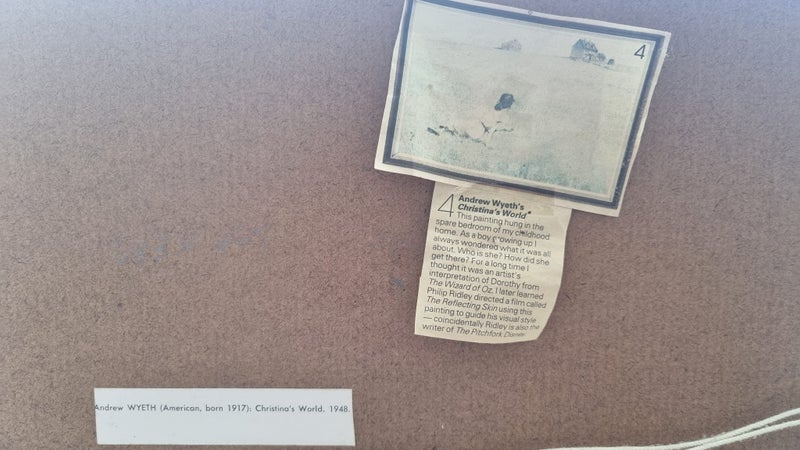 4
4 Andrew Wyeth's
Christina's World
This painting hung in the
spare bedroom of my childhood
home. As a boy growing up I
always wondered what it was all
about. Who is she? How did she
get there? For a long time I
thought it was an artist's
interpretation of Dorothy from
The Wizard of Oz. I later learned
Philip Ridley directed a film called
The Reflecting Skin using this
painting to guide his visual style
— coincidentally Ridley is also the
writer of The Pitchfork Disney.
Andrew WYETH (American, born 1917): Christina's World, 1948.